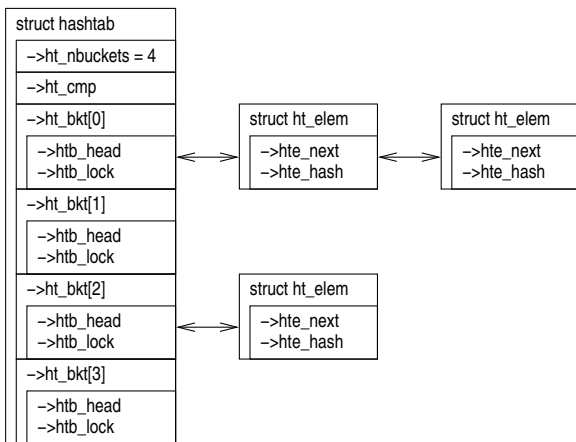 struct hashtab
−>ht_nbuckets = 4
−>ht_cmp
−>ht_bkt[0]
−>htb_head
−>htb_lock
struct ht_elem
−>hte_next
−>hte_hash
struct ht_elem
−>hte_next
−>hte_hash
−>ht_bkt[1]
−>htb_head
−>htb_lock
−>ht_bkt[2]
−>htb_head
−>htb_lock
struct ht_elem
−>hte_next
−>hte_hash
−>ht_bkt[3]
−>htb_head
−>htb_lock